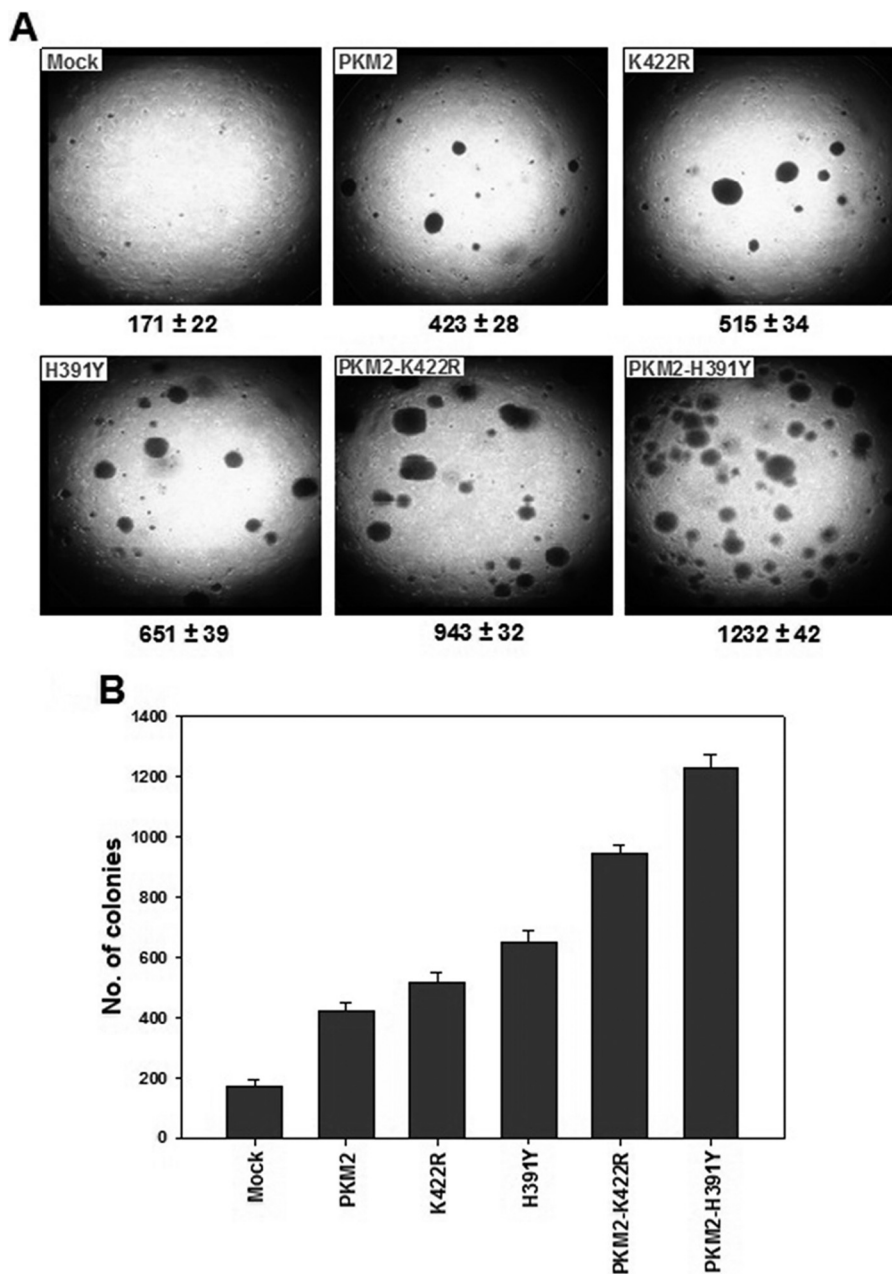 A
Mock
PKM2
K422R
171 ± 22
423 ± 28
515 ± 34
H391Y
PKM2-K422R
PKM2-H391Y
651 ± 39
943 ± 32
1232 ± 42
B
No. of colonies
1400
1200
1000
800
600
400
200
0
Mock
PKM2
K422R
H391Y
PKM2-K422R
PKM2-H391Y